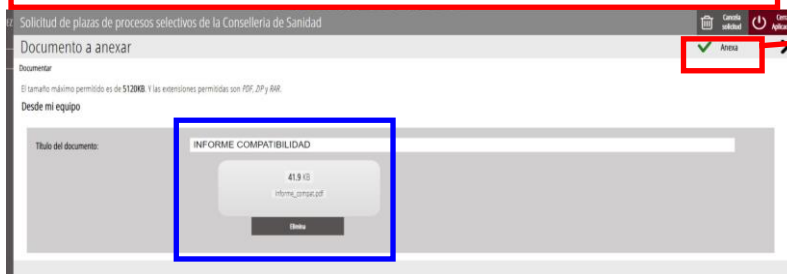 Solicitud de plazas de procesos selectivos de la Conselleria de Sanidad
Cancela
solicitud
Documento a anexar
Anexa
Documentar
El tamaño máximo permitido es de 5120KB. Y las extensiones permitidas son PDF, ZIP y RAR.
Desde mi equipo
Título del documento:
INFORME COMPATIBILIDAD
41.9 KB
informe_compat.pdf
Elimina